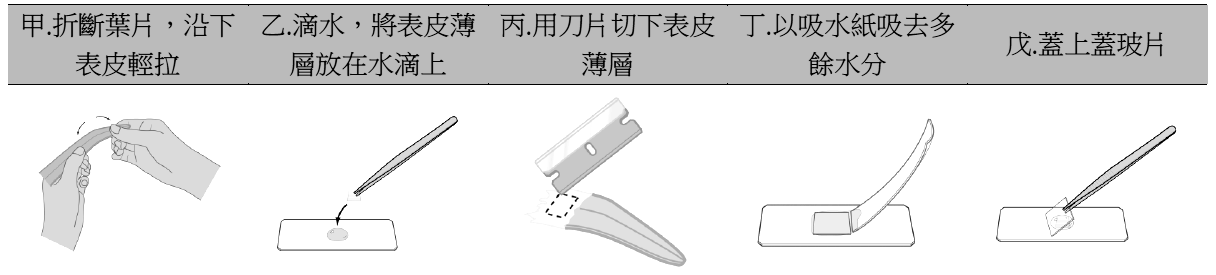 甲.折斷葉片，沿下
表皮輕拉
乙.滴水，將表皮薄
層放在水滴上
丙.用刀片切下表皮
薄層
丁.以吸水紙吸去多
餘水分
戊.蓋上蓋玻片